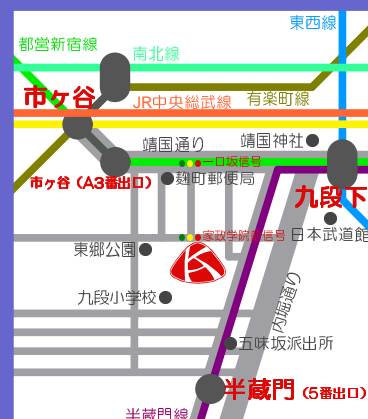 東西線
都営新宿線
南北線
市ヶ谷
JR中央総武線
有楽町線
靖国通り
靖国神社
一口坂信号
市ヶ谷（A3番出口）
麹町郵便局
九段下
家政学院前信号
日本武道館
東郷公園
内堀通り
九段小学校
五味坂派出所
半蔵門（5番出口）
半蔵門線